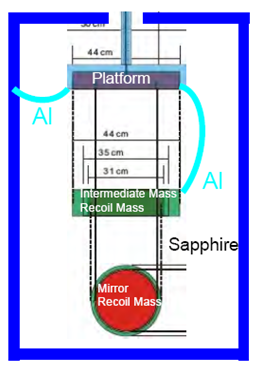 44 cm
Platform
Al
44 cm
35 cm
31 cm
Al
Intermediate Mass
Recoil Mass
Sapphire
Mirror
Recoil Mass